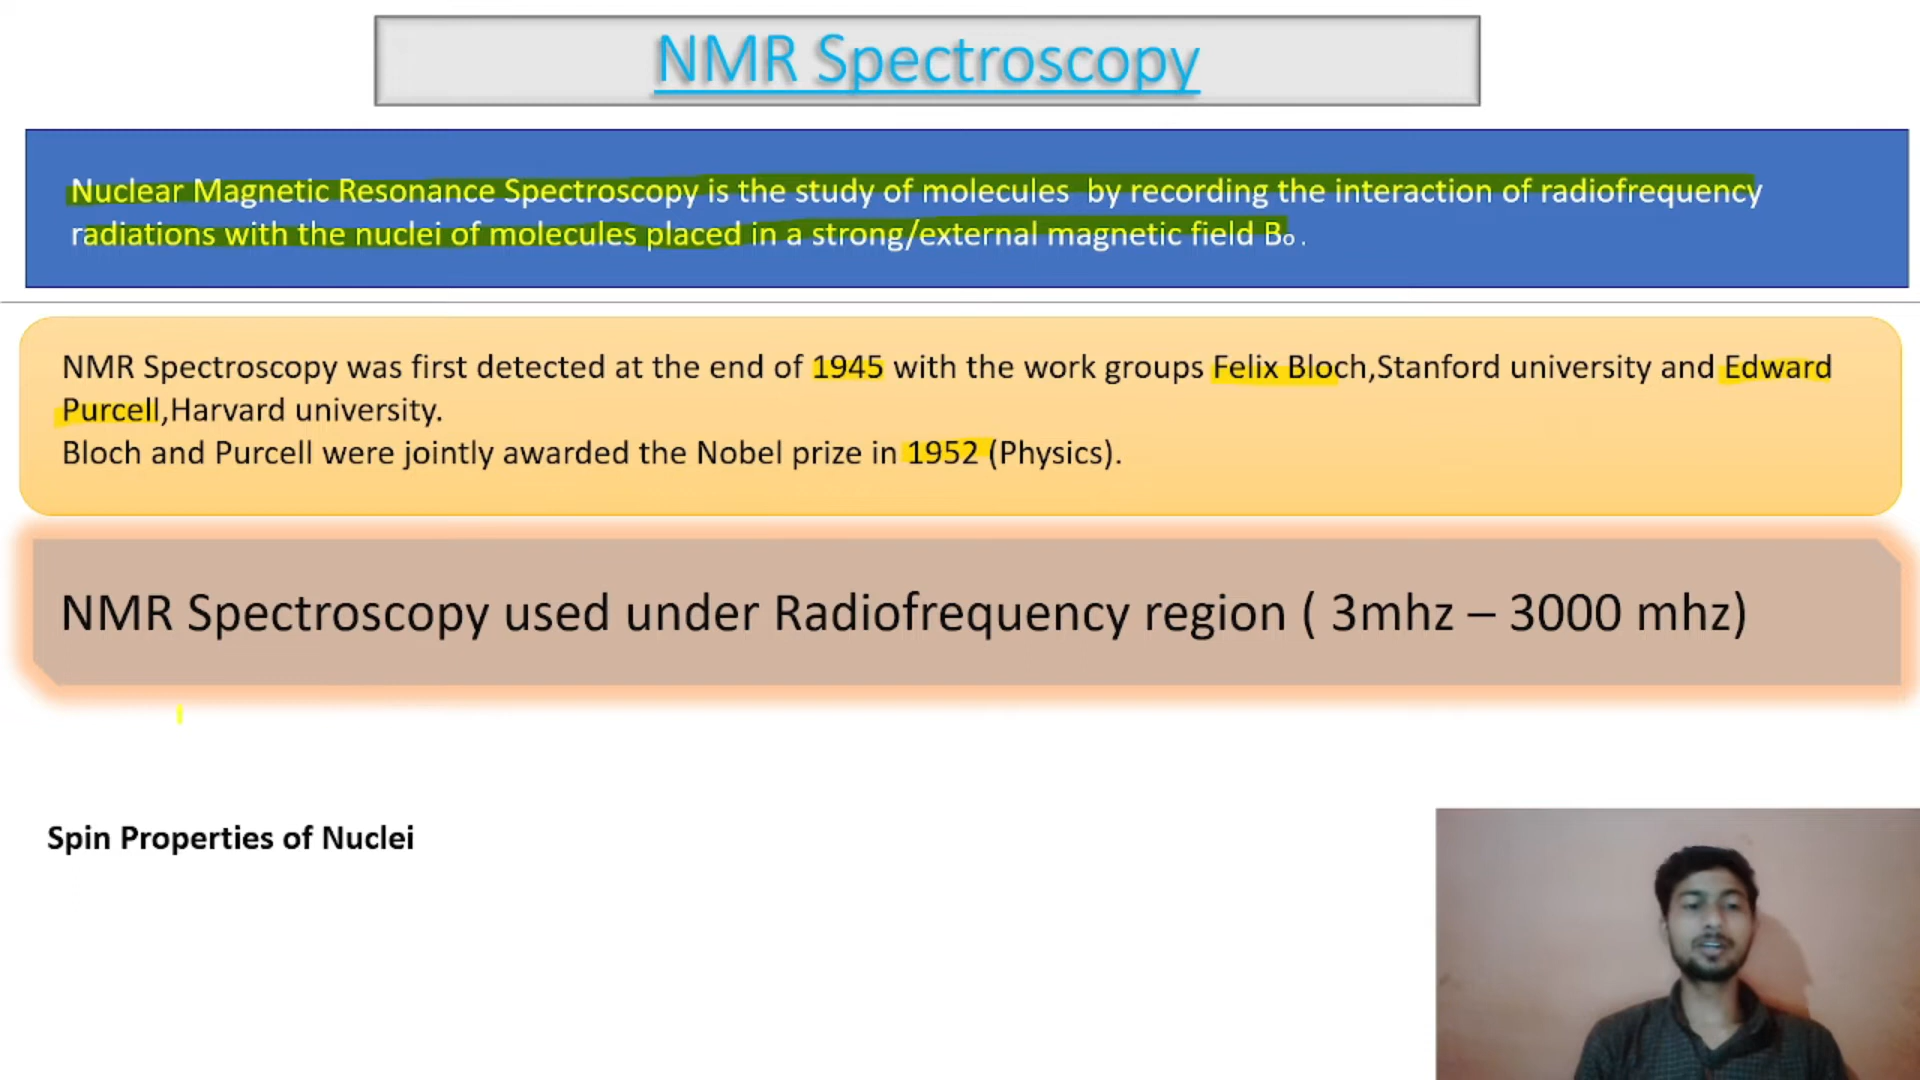 NMR Spectroscopy
Nuclear Magnetic Resonance Spectroscopy is the study of molecules by recording the interaction of radiofrequency
radiations with the nuclei of molecules placed in a strong/external magnetic field B₀ .
NMR Spectroscopy was first detected at the end of 1945 with the work groups Felix Bloch,Stanford university and Edward
Purcell,Harvard university.
Bloch and Purcell were jointly awarded the Nobel prize in 1952 (Physics).
NMR Spectroscopy used under Radiofrequency region ( 3mhz – 3000 mhz)
Spin Properties of Nuclei